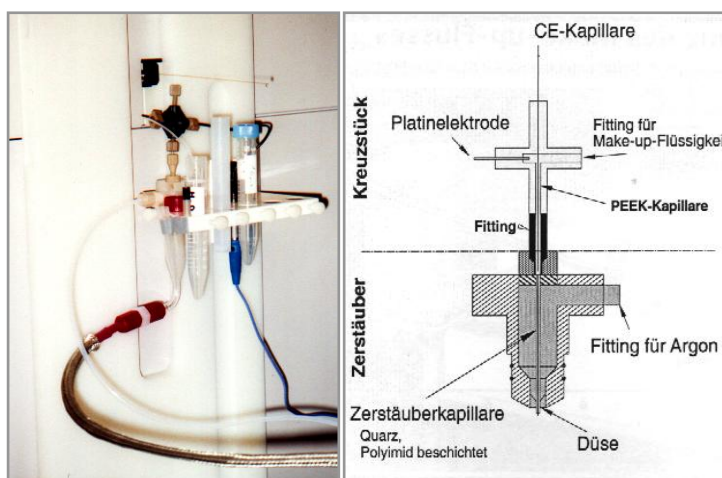 CE-Kapillare
Platinelektrode
Fitting für
Make-up-Flüssigkei
PEEK-Kapillare
Fitting
Kreuzstück
Zerstäuber
Fitting für Argon
Zerstäuberkapillare
Quarz,
Polyimid beschichtet
Düse